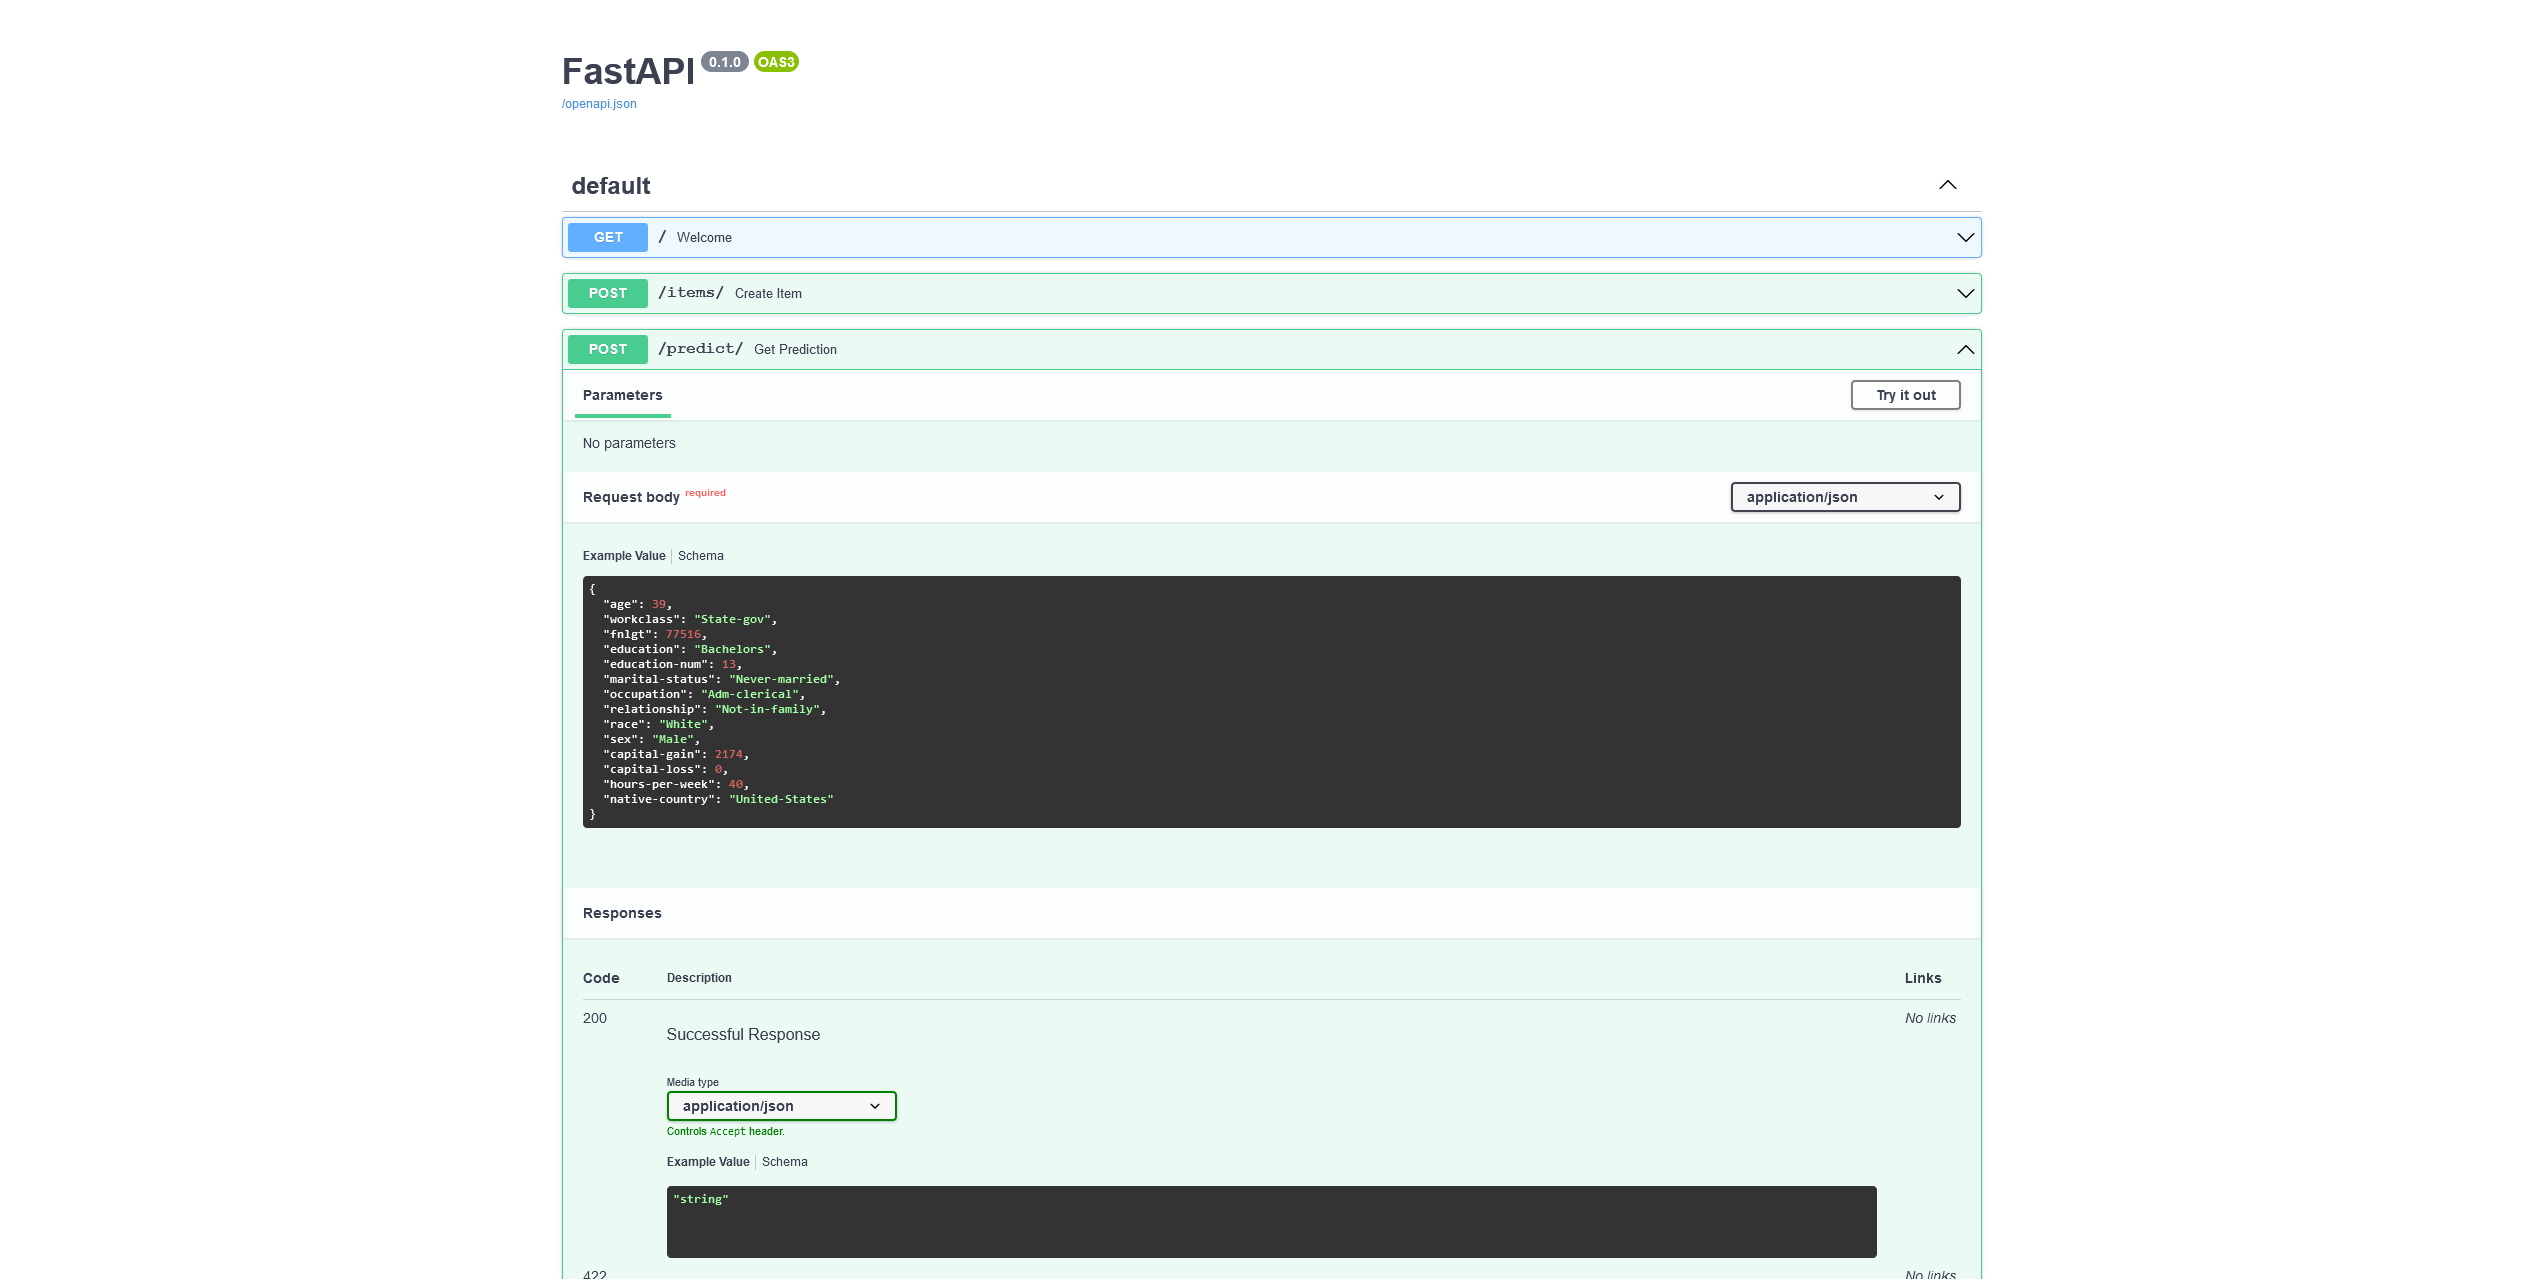 FastAPI 0.1.0 OAS3
/openapi.json
default
GET / Welcome
POST /items/ Create Item
POST /predict/ Get Prediction
Parameters Try it out
No parameters
Request body required application/json
Example Value Schema
{
"age": 39,
"workclass": "State-gov",
"fnlgt": 77516,
"education": "Bachelors",
"education-num": 13,
"marital-status": "Never-married",
"occupation": "Adm-clerical",
"relationship": "Not-in-family",
"race": "White",
"sex": "Male",
"capital-gain": 2174,
"capital-loss": 0,
"hours-per-week": 40,
"native-country": "United-States"
}
Responses
Code Description Links
200 No links
Successful Response
Media type
application/json
Controls Accept header.
Example Value Schema
"string"
422 No links